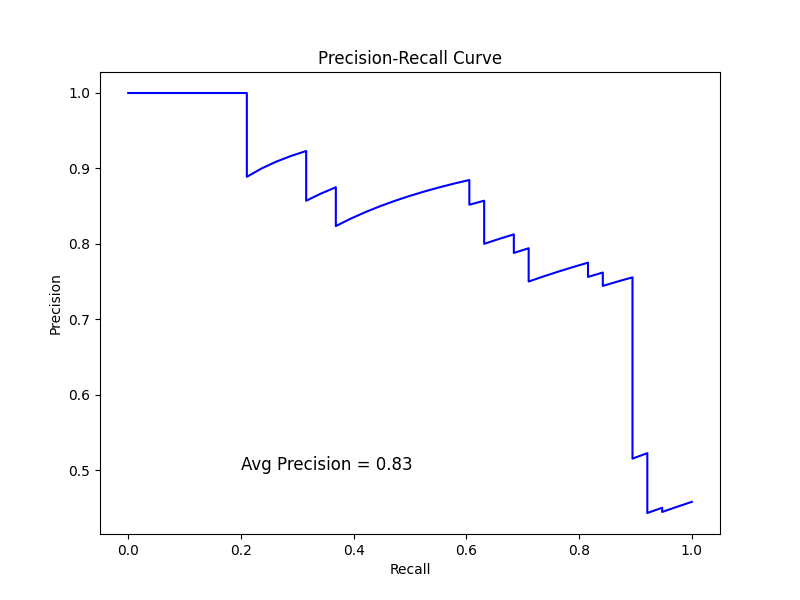 Precision-Recall Curve
1.0
0.9
0.8
0.7
0.6
0.5
Precision
Avg Precision = 0.83
0.0 0.2 0.4 0.6 0.8 1.0
Recall